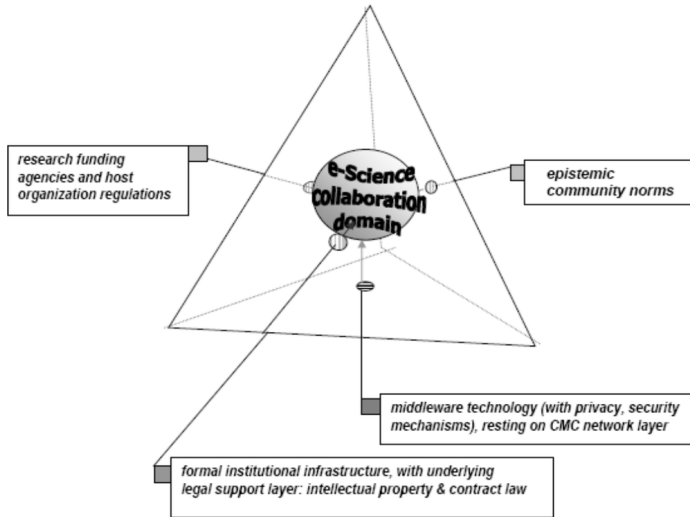 e-Science
collaboration
domain
research funding
agencies and host
organization regulations
epistemic
community norms
middleware technology (with privacy, security
mechanisms), resting on CMC network layer
formal institutional infrastructure, with underlying
legal support layer: intellectual property & contract law